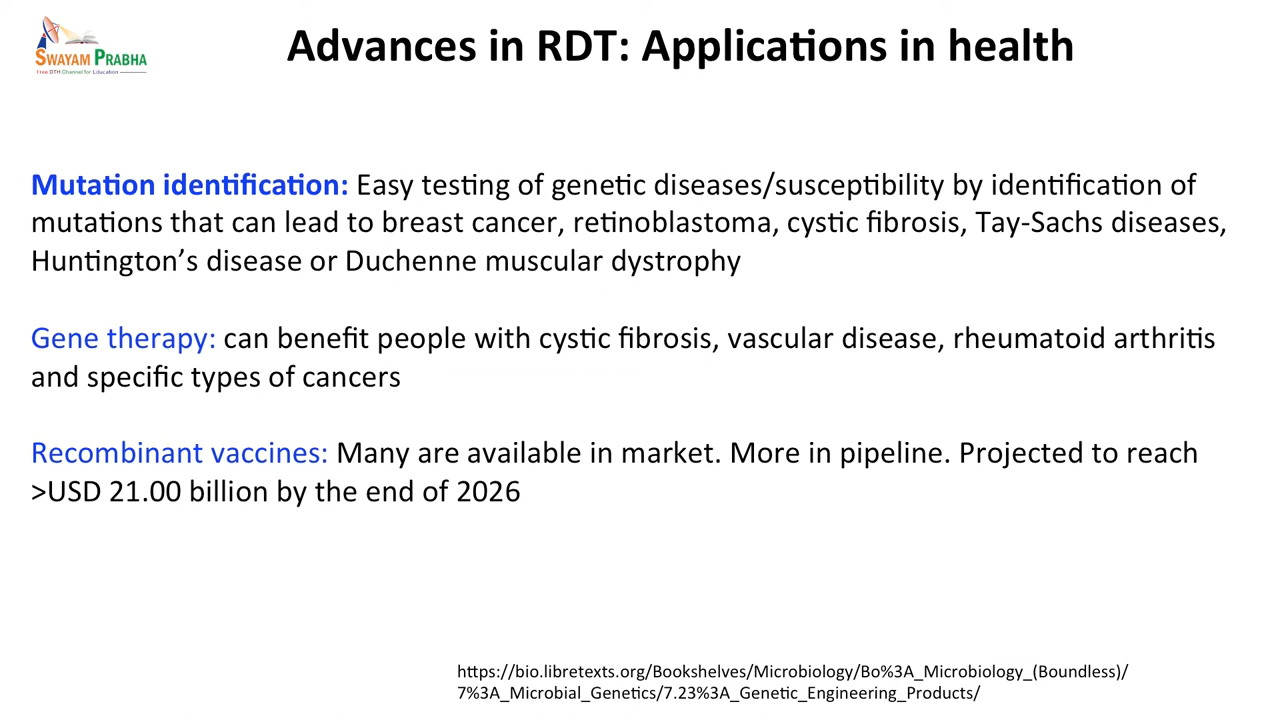 SWAYAM PRABHA
Free DTH Channel for Education
Advances in RDT: Applications in health
Mutation identification: Easy testing of genetic diseases/susceptibility by identification of
mutations that can lead to breast cancer, retinoblastoma, cystic fibrosis, Tay-Sachs diseases,
Huntington’s disease or Duchenne muscular dystrophy
Gene therapy: can benefit people with cystic fibrosis, vascular disease, rheumatoid arthritis
and specific types of cancers
Recombinant vaccines: Many are available in market. More in pipeline. Projected to reach
>USD 21.00 billion by the end of 2026
https://bio.libretexts.org/Bookshelves/Microbiology/Bo%3A_Microbiology_(Boundless)/
7%3A_Microbial_Genetics/7.23%3A_Genetic_Engineering_Products/